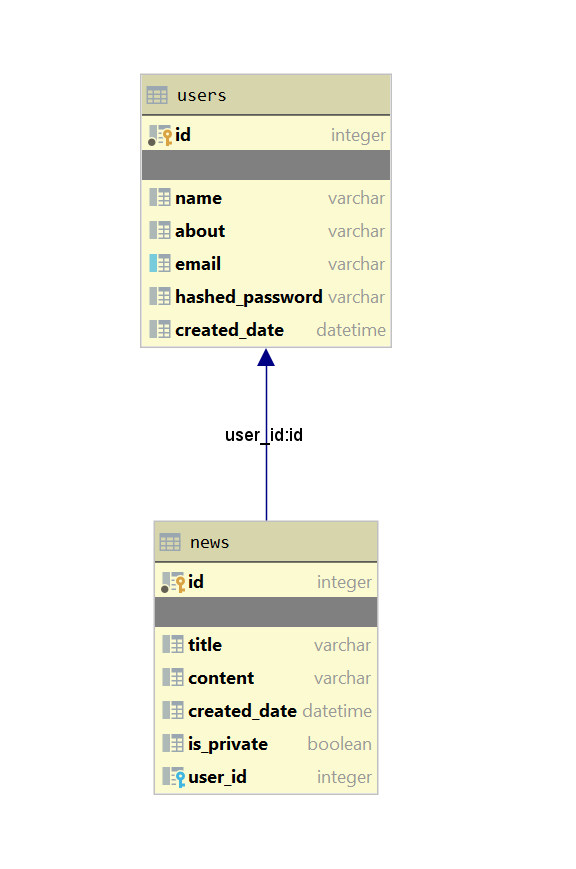 users
id integer
name varchar
about varchar
email varchar
hashed_password varchar
created_date datetime
user_id:id
news
id integer
title varchar
content varchar
created_date datetime
is_private boolean
user_id integer